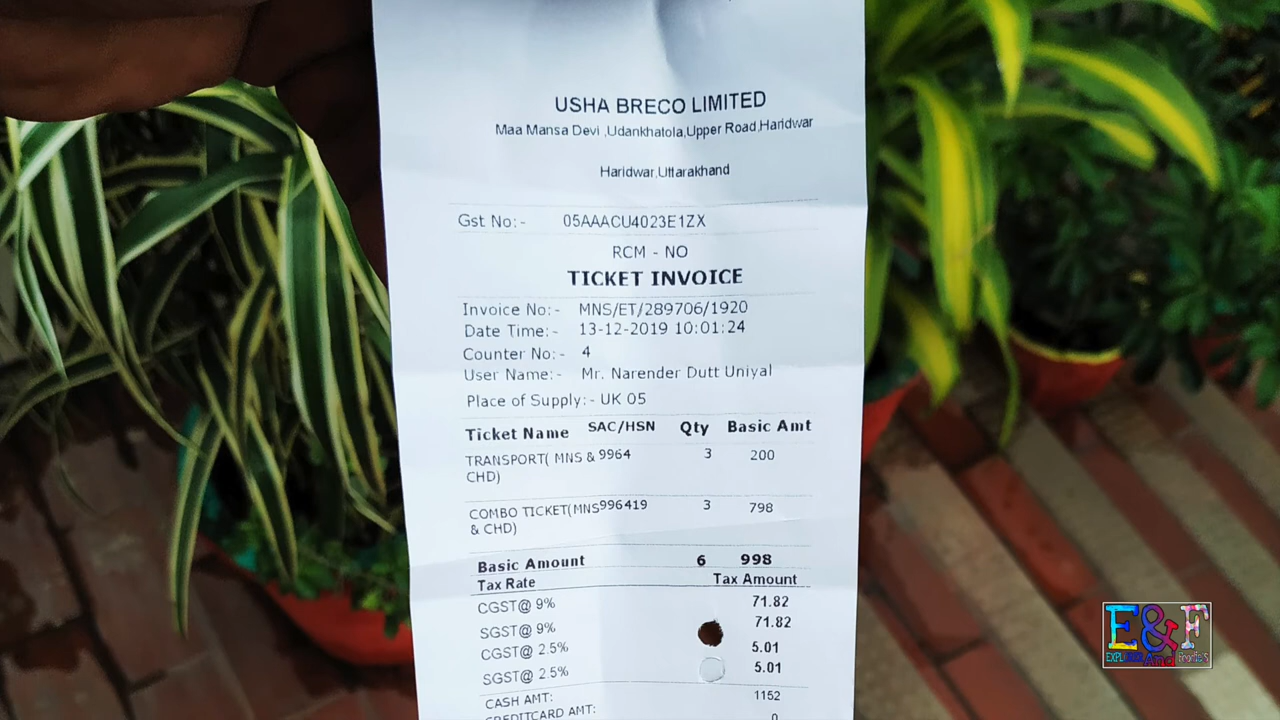 USHA BRECO LIMITED
Maa Mansa Devi ,Udankhatola,Upper Road,Haridwar
Haridwar,Uttarakhand
Gst No:- 05AAACU4023E1ZX
RCM - NO
TICKET INVOICE
Invoice No:- MNS/ET/289706/1920
Date Time:- 13-12-2019 10:01:24
Counter No:- 4
User Name:- Mr. Narender Dutt Uniyal
Place of Supply:- UK 05
Ticket Name SAC/HSN Qty Basic Amt
TRANSPORT( MNS & 9964 3 200
CHD)
COMBO TICKET(MNS 996419 3 798
& CHD)
Basic Amount 6 998
Tax Rate Tax Amount
CGST@ 9% 71.82
SGST@ 9% 71.82
CGST@ 2.5% 5.01
SGST@ 2.5% 5.01
CASH AMT: 1152
CREDITCARD AMT: 0
E&F
And